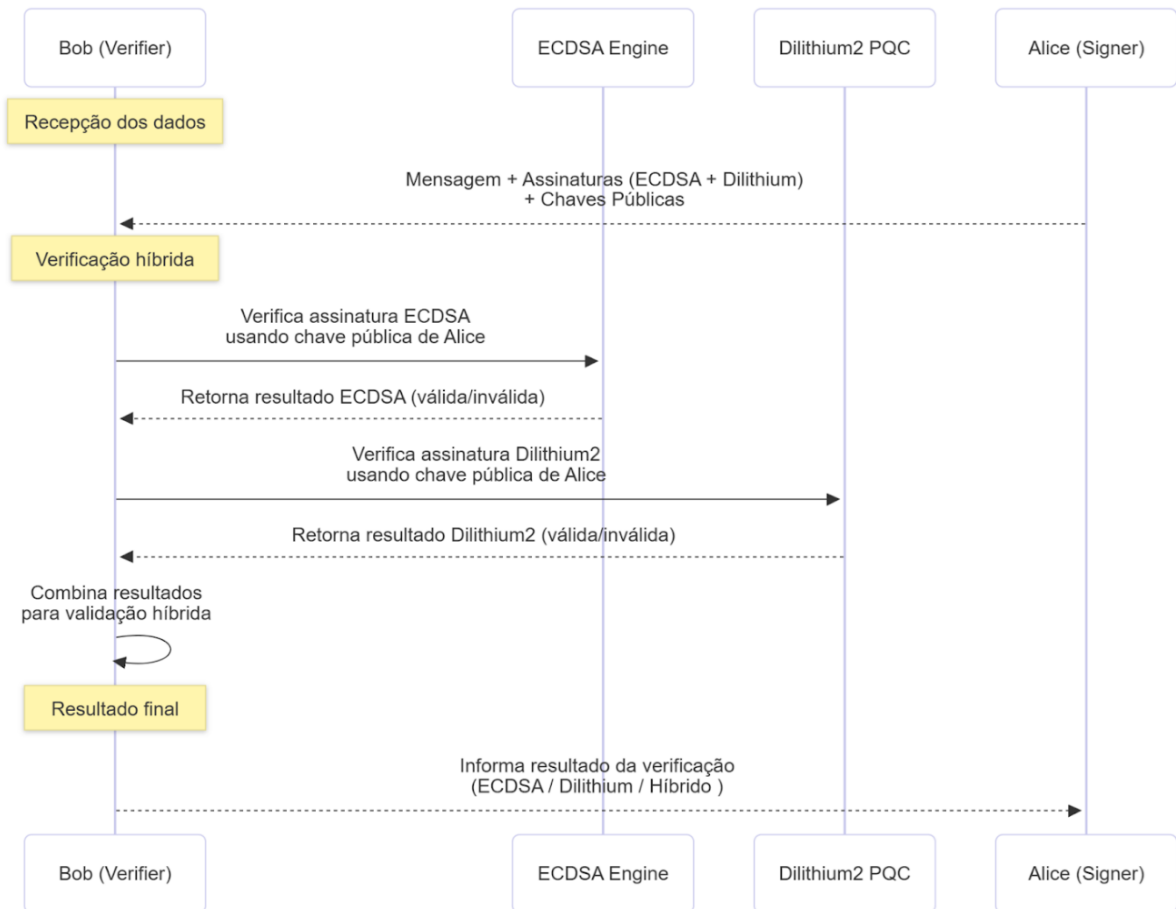 Bob (Verifier)
ECDSA Engine
Dilithium2 PQC
Alice (Signer)
Recepção dos dados
Mensagem + Assinaturas (ECDSA + Dilithium)
+ Chaves Públicas
Verificação híbrida
Verifica assinatura ECDSA
usando chave pública de Alice
Retorna resultado ECDSA (válida/inválida)
Verifica assinatura Dilithium2
usando chave pública de Alice
Retorna resultado Dilithium2 (válida/inválida)
Combina resultados
para validação híbrida
Resultado final
Informa resultado da verificação
(ECDSA / Dilithium / Híbrido )
Bob (Verifier)
ECDSA Engine
Dilithium2 PQC
Alice (Signer)